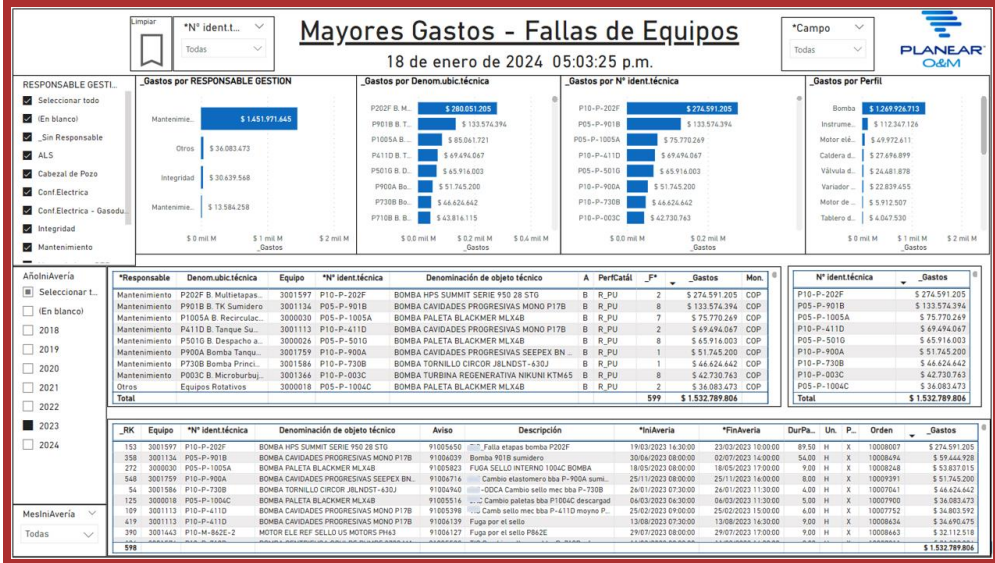 Limpiar
*N° ident.t...
Todas
Mayores Gastos - Fallas de Equipos
18 de enero de 2024 05:03:25 p.m.
*Campo
Todas
PLANEAR
O&M
RESPONSABLE GESTI...
Seleccionar todo
(En blanco)
_Sin Responsable
ALS
Cabezal de Pozo
Conf.Electrica
Conf.Electrica - Gasodu...
Integridad
Mantenimiento
_Gastos por RESPONSABLE GESTION
Mantenimie... $ 1.451.971.645
Otros $ 36.083.473
Integridad $ 30.639.568
Mantenimie... $ 13.584.258
$ 0 mil M $ 1 mil M $ 2 mil M
_Gastos
_Gastos por Denom.ubic.técnica
P202F B. M... $ 280.051.205
P901B B. T... $ 133.574.394
P1005A B. ... $ 85.061.721
P411D B. T... $ 69.494.067
P501G B. D... $ 65.916.003
P900A Bo... $ 51.745.200
P730B Bo... $ 46.624.642
P710B B. B... $ 43.816.115
$ 0,0 mil M $ 0,2 mil M $ 0,4 mil M
_Gastos
_Gastos por N° ident.técnica
P10-P-202F $ 274.591.205
P05-P-901B $ 133.574.394
P05-P-1005A $ 75.770.269
P10-P-411D $ 69.494.067
P05-P-501G $ 65.916.003
P10-P-900A $ 51.745.200
P10-P-730B $ 46.624.642
P10-P-003C $ 42.730.763
$ 0,0 mil M $ 0,2 mil M
_Gastos
_Gastos por Perfil
Bomba $ 1.269.926.713
Instrume... $ 112.347.126
Motor elé... $ 49.972.611
Caldera d... $ 27.696.899
Válvula d... $ 24.481.878
Variador ... $ 22.839.455
Motor de ... $ 5.912.507
Tablero d... $ 4.047.530
$ 0 mil M $ 1 mil M $ 2 mil M
_Gastos
AñoIniAvería
Seleccionar t...
(En blanco)
2018
2019
2020
2021
2022
2023
2024
MesIniAvería
Todas
*Responsable Denom.ubic.técnica Equipo *N° ident.técnica Denominación de objeto técnico A PerfCatál _F* _Gastos Mon.
Mantenimiento P202F B. Multietapas... 3001597 P10-P-202F BOMBA HPS SUMMIT SERIE 950 28 STG B R_PU 2 $ 274.591.205 COP
Mantenimiento P901B B. TK Sumidero 3001134 P05-P-901B BOMBA CAVIDADES PROGRESIVAS MONO P17B B R_PU 8 $ 133.574.394 COP
Mantenimiento P1005A B. Recirculac... 3000030 P05-P-1005A BOMBA PALETA BLACKMER MLX4B B R_PU 7 $ 75.770.269 COP
Mantenimiento P411D B. Tanque Su... 3001113 P10-P-411D BOMBA CAVIDADES PROGRESIVAS MONO P17B B R_PU 2 $ 69.494.067 COP
Mantenimiento P501G B. Despacho a... 3000026 P05-P-501G BOMBA PALETA BLACKMER MLX4B B R_PU 8 $ 65.916.003 COP
Mantenimiento P900A Bomba Tanqu... 3001759 P10-P-900A BOMBA CAVIDADES PROGRESIVAS SEEPEX BN ... B R_PU 1 $ 51.745.200 COP
Mantenimiento P730B Bomba Princi... 3001586 P10-P-730B BOMBA TORNILLO CIRCOR J8LNDST-630J B R_PU 1 $ 46.624.642 COP
Mantenimiento P003C B. Microburbuj... 3001366 P10-P-003C BOMBA TURBINA REGENERATIVA NIKUNI KTM65 B R_PU 8 $ 42.730.763 COP
Otros Equipos Rotativos 3000018 P05-P-1004C BOMBA PALETA BLACKMER MLX4B B R_PU 2 $ 36.083.473 COP
Total 599 $ 1.532.789.806
N° ident.técnica _Gastos
P10-P-202F $ 274.591.205
P05-P-901B $ 133.574.394
P05-P-1005A $ 75.770.269
P10-P-411D $ 69.494.067
P05-P-501G $ 65.916.003
P10-P-900A $ 51.745.200
P10-P-730B $ 46.624.642
P10-P-003C $ 42.730.763
P05-P-1004C $ 36.083.473
Total $ 1.532.789.806
_RK Equipo *N° ident.técnica Denominación de objeto técnico Aviso Descripción *IniAvería *FinAvería DurPa... Un. P... Orden _Gastos
153 3001597 P10-P-202F BOMBA HPS SUMMIT SERIE 950 28 STG 91005650 _Falla etapas bomba P202F 19/03/2023 16:30:00 23/03/2023 10:00:00 89,50 H X 10008007 $ 274.591.205
358 3001134 P05-P-901B BOMBA CAVIDADES PROGRESIVAS MONO P17B 91006039 Bomba 901B sumidero 30/06/2023 08:00:00 02/07/2023 14:00:00 54,00 H X 10008494 $ 59.444.928
272 3000030 P05-P-1005A BOMBA PALETA BLACKMER MLX4B 91005823 FUGA SELLO INTERNO 1004C BOMBA 18/05/2023 08:00:00 18/05/2023 17:00:00 9,00 H X 10008248 $ 53.837.015
548 3001759 P10-P-900A BOMBA CAVIDADES PROGRESIVAS SEEPEX BN... 91006716 Cambio elastomero bba P-900A sumi... 25/11/2023 08:00:00 25/11/2023 16:00:00 8,00 H X 10009391 $ 51.745.200
54 3001586 P10-P-730B BOMBA TORNILLO CIRCOR J8LNDST-630J 91004940 -ODCA Cambio sello mec bba P-730B 26/01/2023 07:30:00 26/01/2023 11:30:00 4,00 H X 10007041 $ 46.624.642
125 3000018 P05-P-1004C BOMBA PALETA BLACKMER MLX4B 91005516 Cambio paletas bba P1004C descargad 06/03/2023 06:30:00 06/03/2023 11:30:00 5,00 H X 10007900 $ 36.083.473
109 3001113 P10-P-411D BOMBA CAVIDADES PROGRESIVAS MONO P17B 91005398 Camb sello mec bba P-411D moyno P... 25/02/2023 09:00:00 25/02/2023 15:00:00 6,00 H X 10007752 $ 34.803.592
419 3001113 P10-P-411D BOMBA CAVIDADES PROGRESIVAS MONO P17B 91006139 Fuga por el sello 13/08/2023 07:30:00 13/08/2023 16:30:00 9,00 H X 10008634 $ 34.690.475
390 3001443 P10-M-862E-2 MOTOR ELE REF SELLO US MOTORS PH63 91006127 Fuga por el sello P862E 29/07/2023 08:00:00 29/07/2023 17:00:00 9,00 H X 10008663 $ 32.112.518
598 $ 1.532.789.806